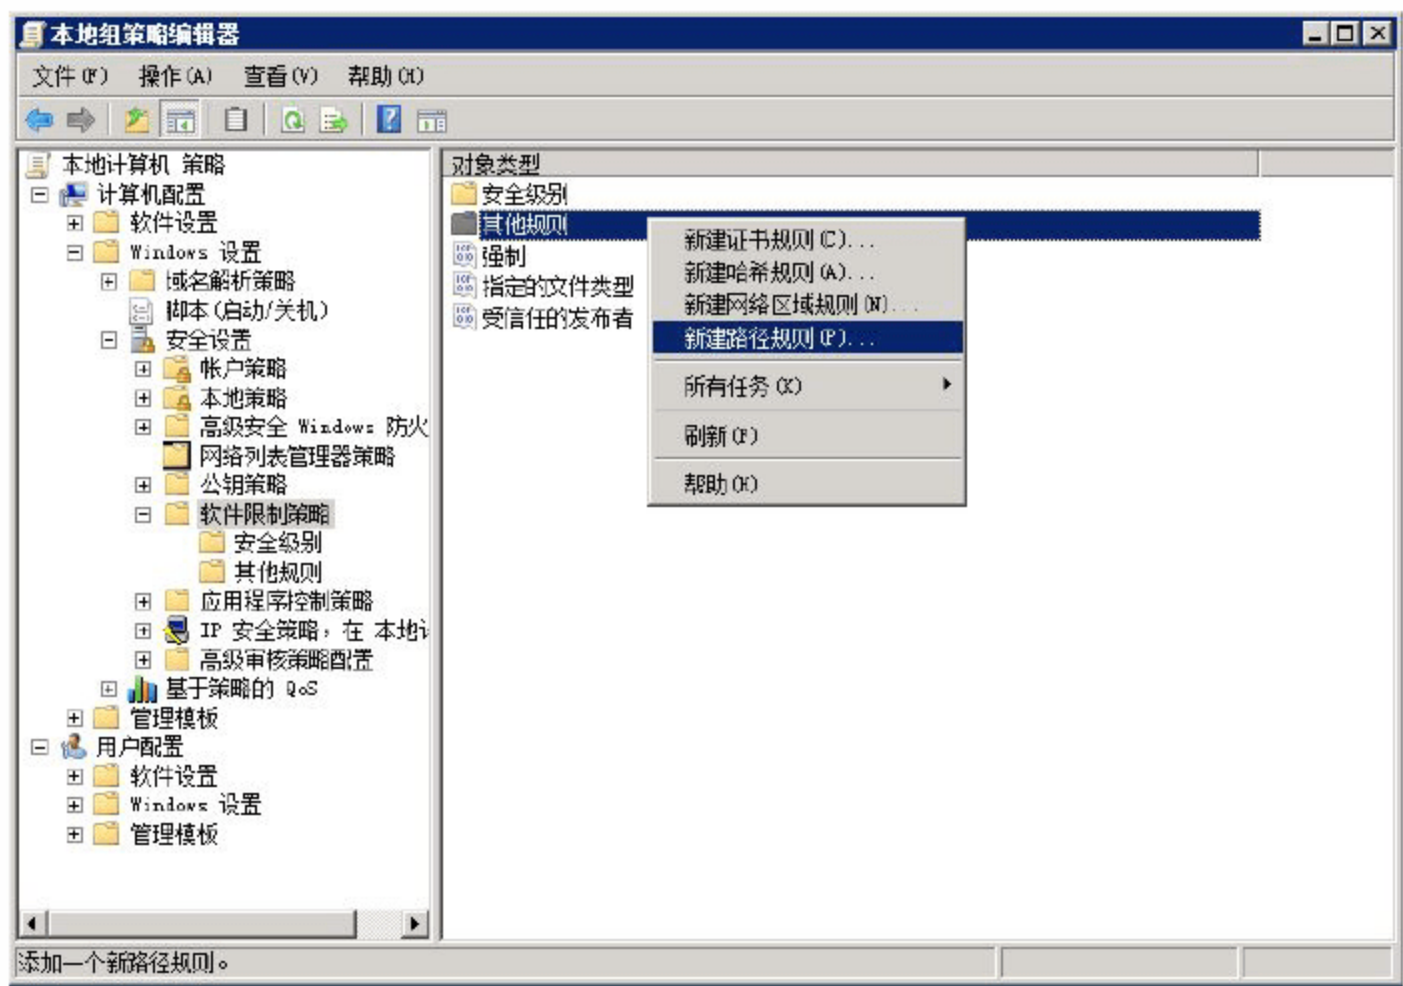 本地组策略编辑器
文件(F) 操作(A) 查看(V) 帮助(H)
本地计算机 策略
计算机配置
软件设置
Windows 设置
域名解析策略
脚本(启动/关机)
安全设置
帐户策略
本地策略
高级安全 Windows 防火
网络列表管理器策略
公钥策略
软件限制策略
安全级别
其他规则
应用程序控制策略
IP 安全策略，在 本地
高级审核策略配置
基于策略的 QoS
管理模板
用户配置
软件设置
Windows 设置
管理模板
对象类型
安全级别
其他规则
强制
指定的文件类型
受信任的发布者
新建证书规则(C)...
新建哈希规则(A)...
新建网络区域规则(N)...
新建路径规则(P)...
所有任务(K)
刷新(F)
帮助(H)
添加一个新路径规则。